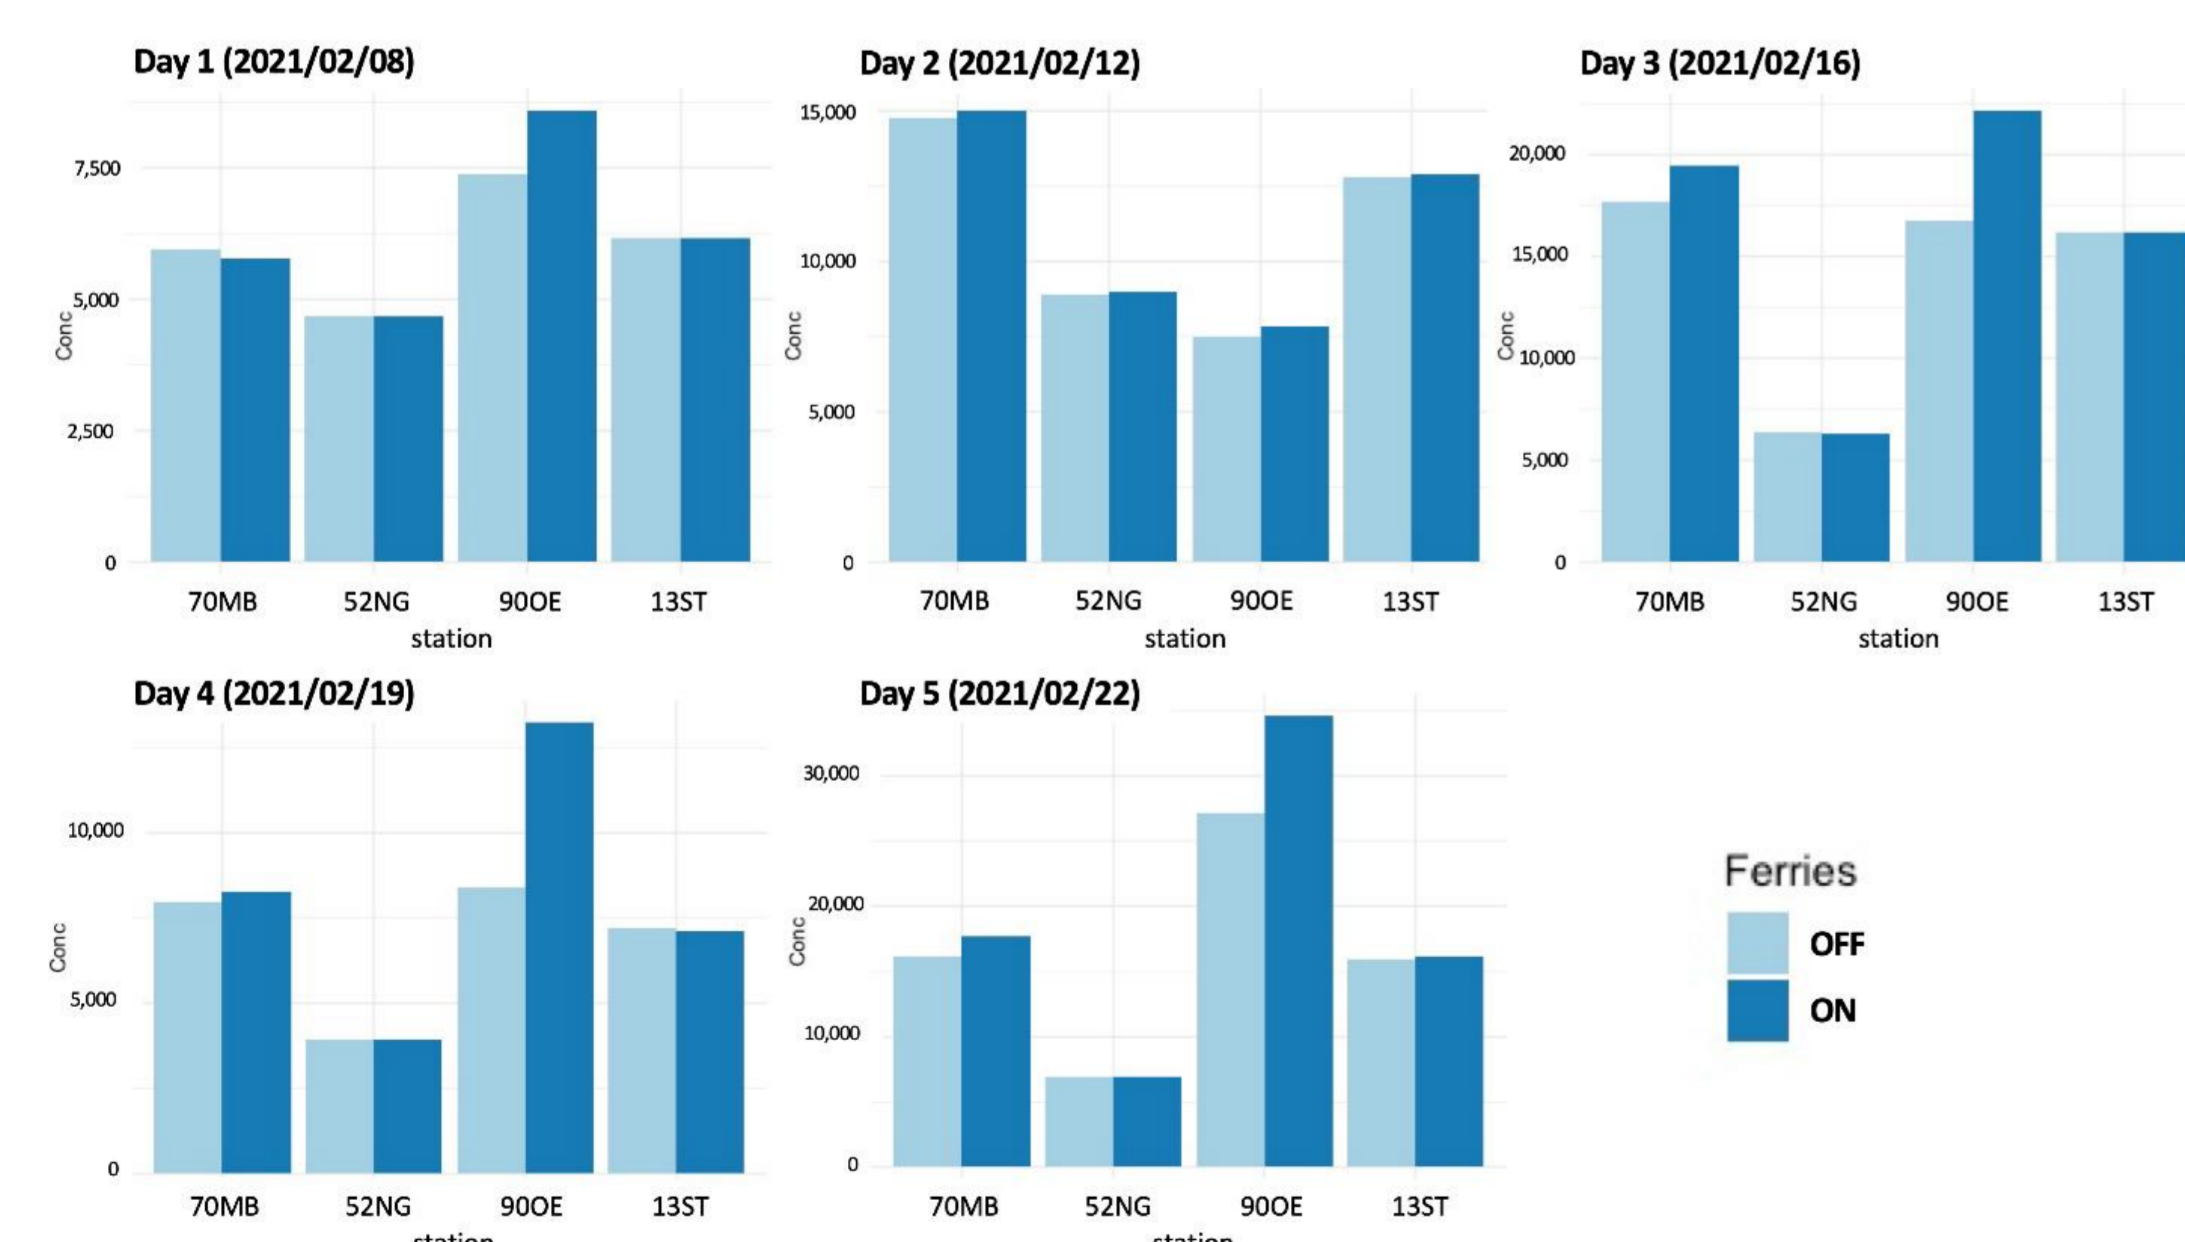 Day 1 (2021/02/08)
7,500
5,000
2,500
0
Conc
70MB 52NG 90OE 13ST
station
Day 2 (2021/02/12)
15,000
10,000
5,000
0
Conc
70MB 52NG 90OE 13ST
station
Day 3 (2021/02/16)
20,000
15,000
10,000
5,000
0
Conc
70MB 52NG 90OE 13ST
station
Day 4 (2021/02/19)
10,000
5,000
0
Conc
70MB 52NG 90OE 13ST
station
Day 5 (2021/02/22)
30,000
20,000
10,000
0
Conc
70MB 52NG 90OE 13ST
station
Ferries
OFF
ON